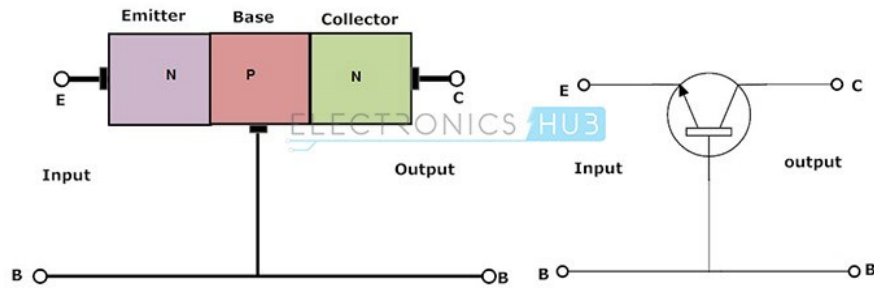 Emitter Base Collector
N P N
E C
E C
ELECTRONICS HUB
Input Output
Input output
B B
B B